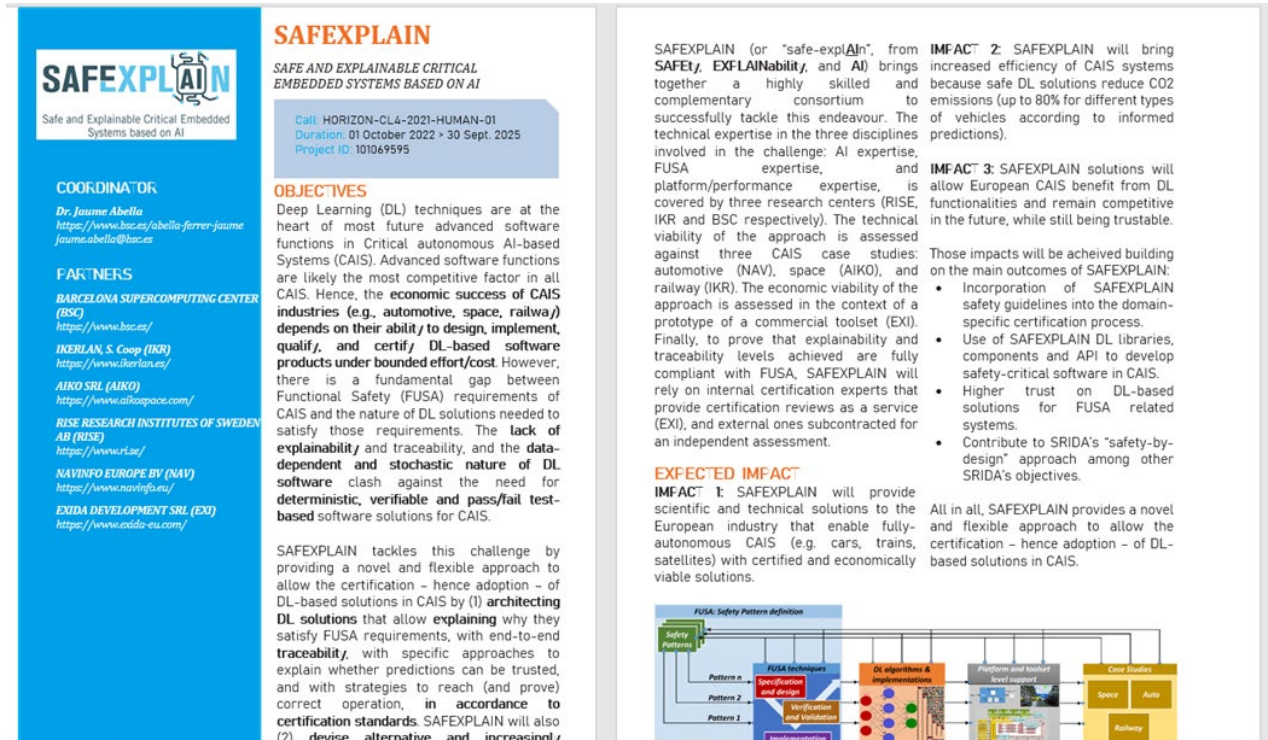 SAFEXPLAIN
Safe and Explainable Critical Embedded
Systems based on AI
COORDINATOR
Dr. Jaume Abella
https://www.bsc.es/abella-ferrer-jaume
jaume.abella@bsc.es
PARTNERS
BARCELONA SUPERCOMPUTING CENTER
(BSC)
https://www.bsc.es/
IKERLAN, S. Coop (IKR)
https://www.ikerlan.es/
AIKO SRL (AIKO)
https://www.aikospace.com/
RISE RESEARCH INSTITUTES OF SWEDEN
AB (RISE)
https://www.ri.se/
NAVINFO EUROPE BV (NAV)
https://www.navinfo.eu/
EXIDA DEVELOPMENT SRL (EXI)
https://www.exida-eu.com/
SAFEXPLAIN
SAFE AND EXPLAINABLE CRITICAL
EMBEDDED SYSTEMS BASED ON AI
Call: HORIZON-CL4-2021-HUMAN-01
Duration: 01 October 2022 > 30 Sept. 2025
Project ID: 101069595
OBJECTIVES
Deep Learning (DL) techniques are at the
heart of most future advanced software
functions in Critical autonomous AI-based
Systems (CAIS). Advanced software functions
are likely the most competitive factor in all
CAIS. Hence, the economic success of CAIS
industries (e.g., automotive, space, railway)
depends on their ability to design, implement,
qualify, and certify DL-based software
products under bounded effort/cost. However,
there is a fundamental gap between
Functional Safety (FUSA) requirements of
CAIS and the nature of DL solutions needed to
satisfy those requirements. The lack of
explainability and traceability, and the data-
dependent and stochastic nature of DL
software clash against the need for
deterministic, verifiable and pass/fail test-
based software solutions for CAIS.
SAFEXPLAIN tackles this challenge by
providing a novel and flexible approach to
allow the certification – hence adoption – of
DL-based solutions in CAIS by (1) architecting
DL solutions that allow explaining why they
satisfy FUSA requirements, with end-to-end
traceability, with specific approaches to
explain whether predictions can be trusted,
and with strategies to reach (and prove)
correct operation, in accordance to
certification standards. SAFEXPLAIN will also
(2) devise alternative and increasingly
SAFEXPLAIN (or "safe-explAIn", from
SAFEty, EXPLAINability, and AI) brings
together a highly skilled and
complementary consortium to
successfully tackle this endeavour. The
technical expertise in the three disciplines
involved in the challenge: AI expertise,
FUSA expertise, and
platform/performance expertise, is
covered by three research centers (RISE,
IKR and BSC respectively). The technical
viability of the approach is assessed
against three CAIS case studies:
automotive (NAV), space (AIKO), and
railway (IKR). The economic viability of the
approach is assessed in the context of a
prototype of a commercial toolset (EXI).
Finally, to prove that explainability and
traceability levels achieved are fully
compliant with FUSA, SAFEXPLAIN will
rely on internal certification experts that
provide certification reviews as a service
(EXI), and external ones subcontracted for
an independent assessment.
EXPECTED IMPACT
IMPACT 1: SAFEXPLAIN will provide
scientific and technical solutions to the
European industry that enable fully-
autonomous CAIS (e.g. cars, trains,
satellites) with certified and economically
viable solutions.
IMPACT 2: SAFEXPLAIN will bring
increased efficiency of CAIS systems
because safe DL solutions reduce CO2
emissions (up to 80% for different types
of vehicles according to informed
predictions).
IMPACT 3: SAFEXPLAIN solutions will
allow European CAIS benefit from DL
functionalities and remain competitive
in the future, while still being trustable.
Those impacts will be acheived building
on the main outcomes of SAFEXPLAIN:
• Incorporation of SAFEXPLAIN
safety guidelines into the domain-
specific certification process.
• Use of SAFEXPLAIN DL libraries,
components and API to develop
safety-critical software in CAIS.
• Higher trust on DL-based
solutions for FUSA related
systems.
• Contribute to SRIDA's "safety-by-
design" approach among other
SRIDA's objectives.
All in all, SAFEXPLAIN provides a novel
and flexible approach to allow the
certification – hence adoption – of DL-
based solutions in CAIS.
FUSA: Safety Pattern definition
Safety
Patterns
Pattern n
Pattern 2
Pattern 1
FUSA techniques
Specification
and design
Verification
and Validation
Implementation
DL algorithms &
implementations
Platform and toolset
level support
Case Studies
Space
Auto
Railway